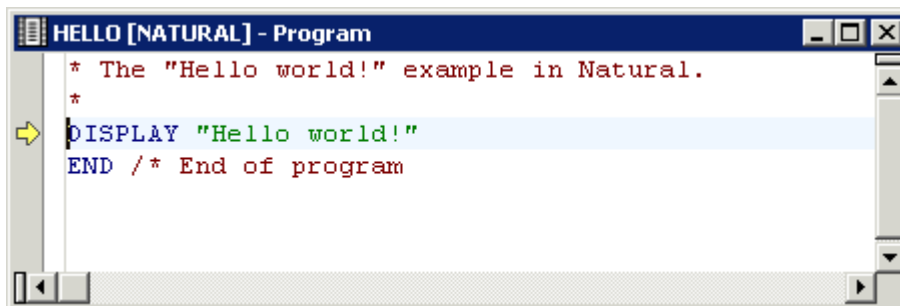 HELLO [NATURAL] - Program
* The "Hello world!" example in Natural.
*
DISPLAY "Hello world!"
END /* End of program